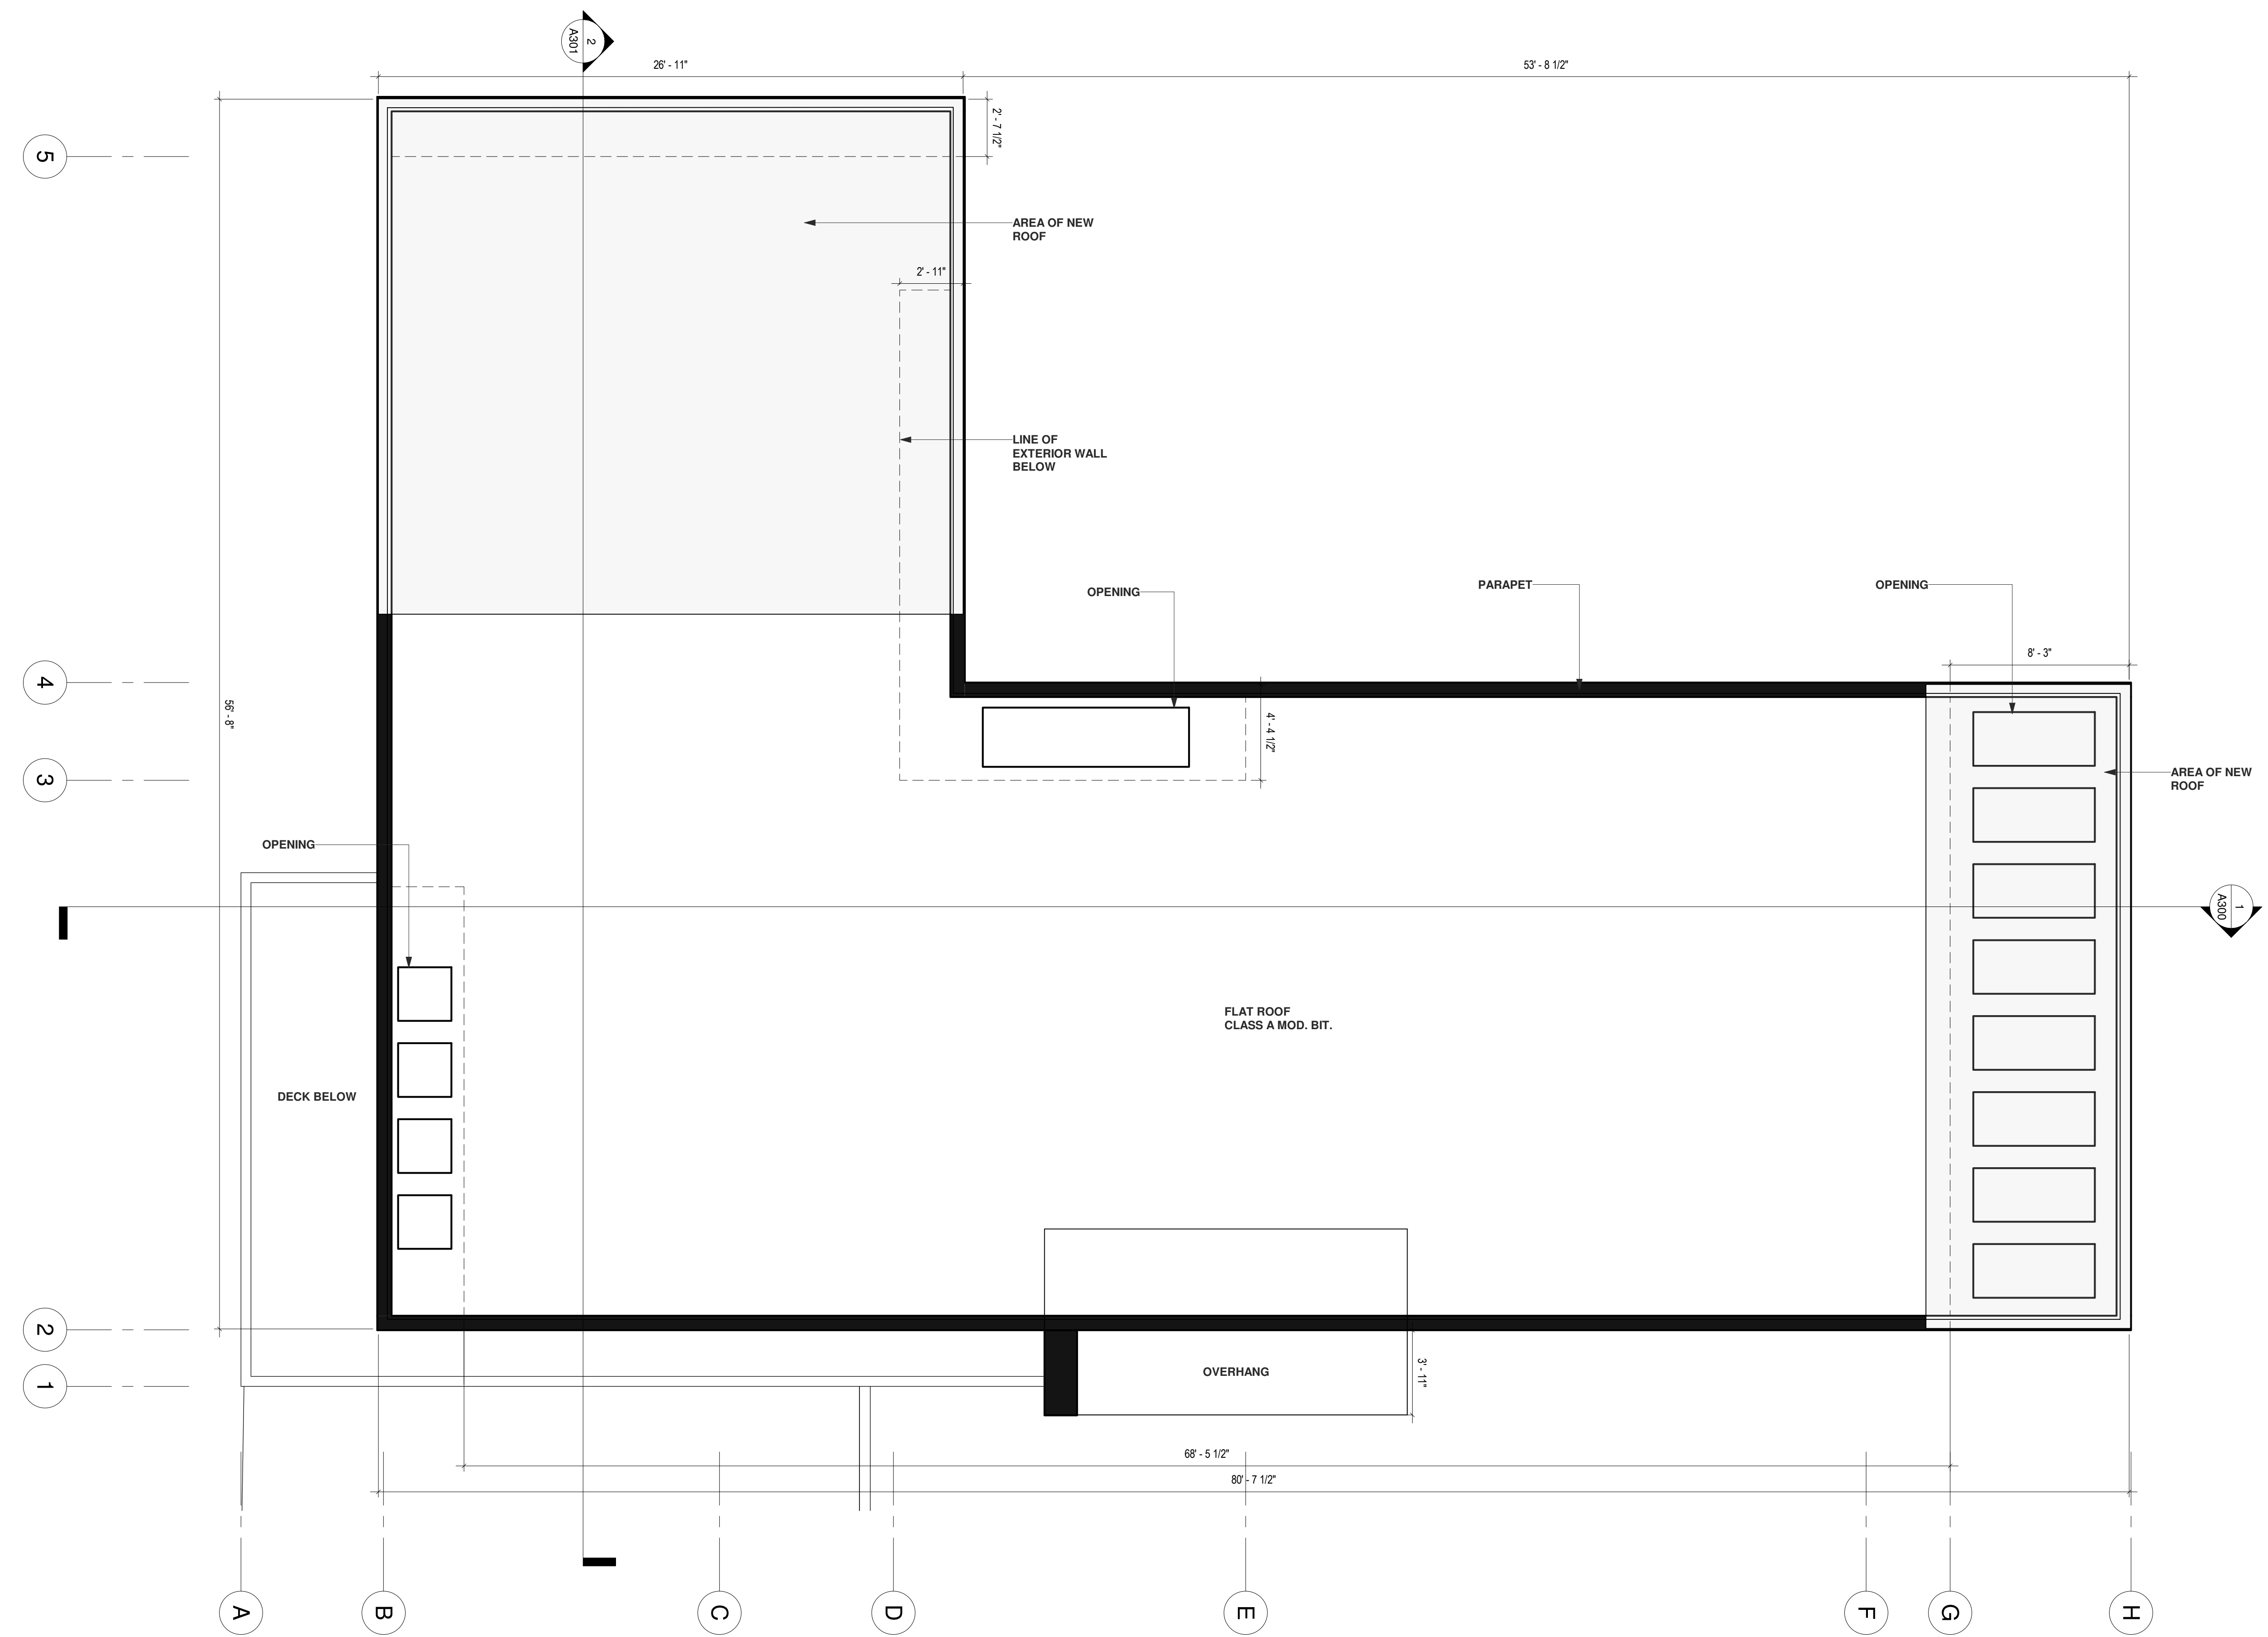 2
A301
26' - 11"
53' - 8 1/2"
2' - 7 1/2"
5
AREA OF NEW
ROOF
2' - 11"
LINE OF
EXTERIOR WALL
BELOW
OPENING
PARAPET
OPENING
8' - 3"
4
56' - 8"
4' - 4 1/2"
3
AREA OF NEW
ROOF
OPENING
1
A300
FLAT ROOF
CLASS A MOD. BIT.
DECK BELOW
2
1
OVERHANG
3' - 11"
68' - 5 1/2"
80' - 7 1/2"
A
B
C
D
E
F
G
H